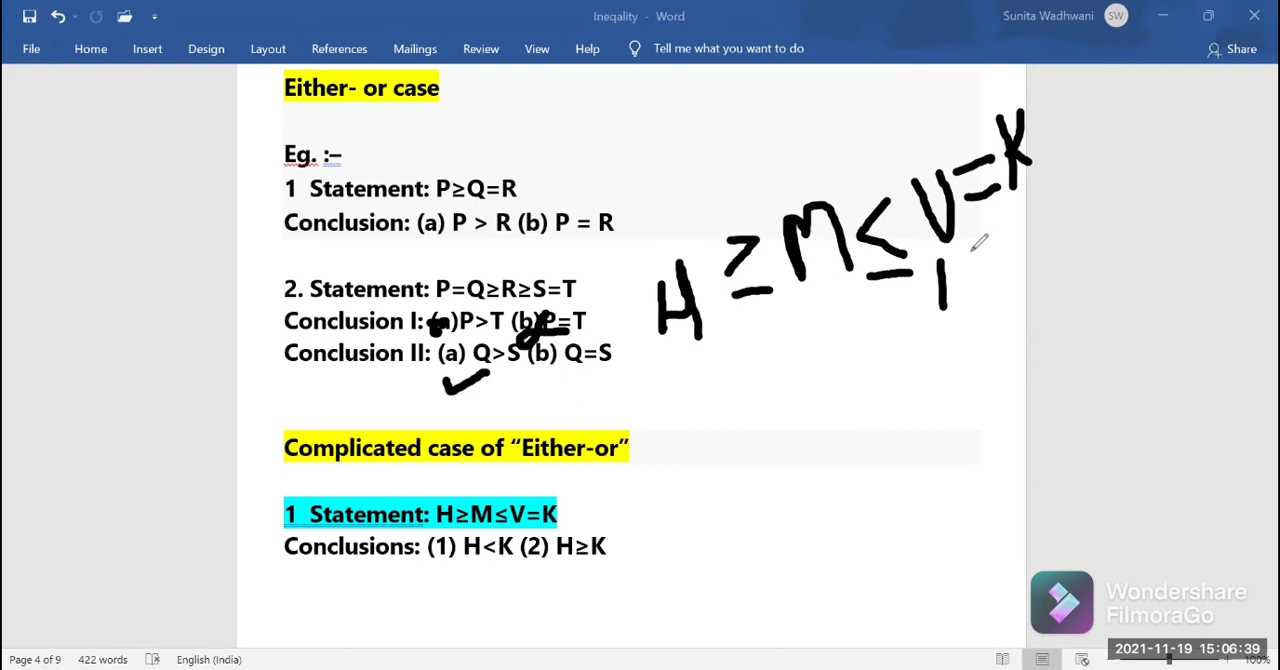 Ineqality - Word
Sunita Wadhwani SW
File Home Insert Design Layout References Mailings Review View Help Tell me what you want to do Share
Either- or case
Eg. :–
1 Statement: P≥Q=R
Conclusion: (a) P > R (b) P = R
H ≥ M ≤ V = K
2. Statement: P=Q≥R≥S=T
Conclusion I: (a)P>T (b)P=T
Conclusion II: (a) Q>S (b) Q=S
Complicated case of “Either-or”
1 Statement: H≥M≤V=K
Conclusions: (1) H<K (2) H≥K
Wondershare
FilmoraGo
2021-11-19 15:06:39
Page 4 of 9 422 words English (India) 100%